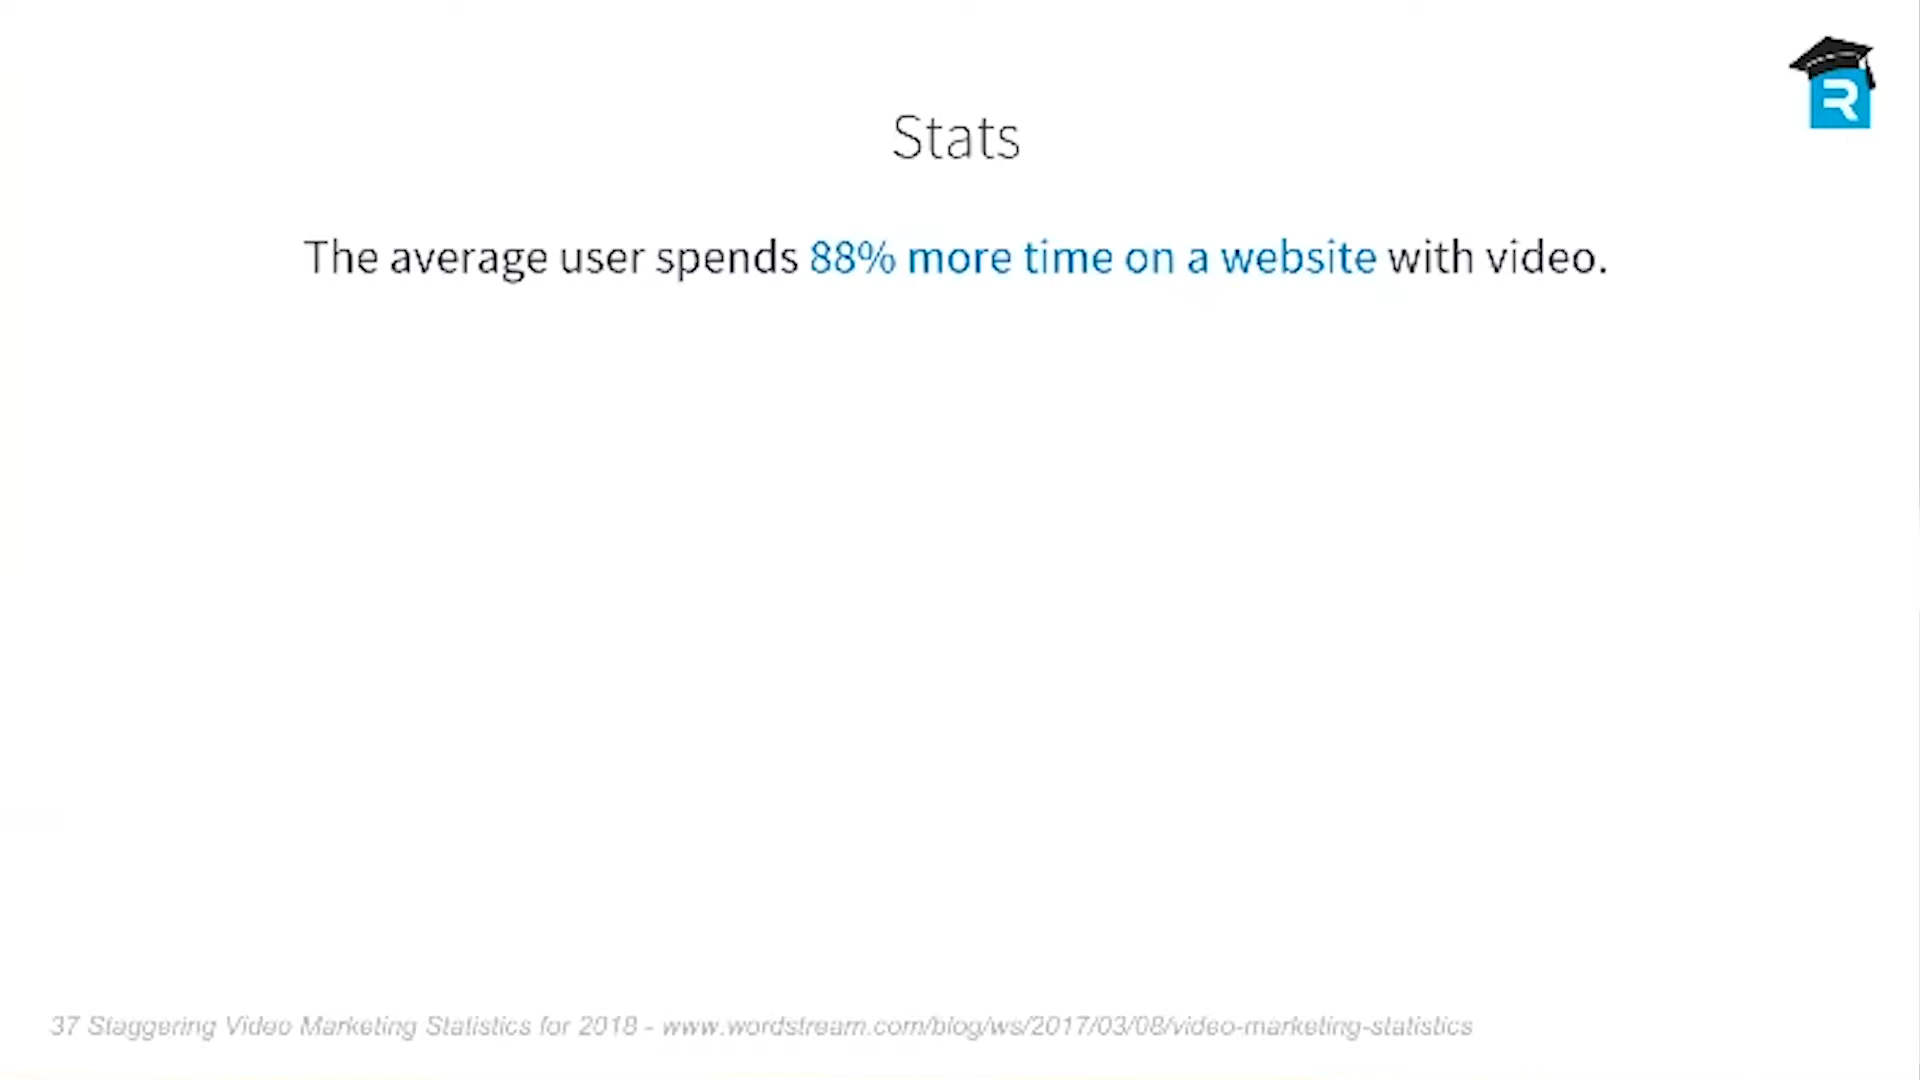 Stats
The average user spends 88% more time on a website with video.
37 Staggering Video Marketing Statistics for 2018 - www.wordstream.com/blog/ws/2017/03/08/video-marketing-statistics
R